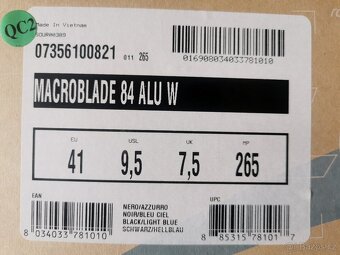 QC2
Made In Vietnam
07356100821 011 265
016908034033781010
MACROBLADE 84 ALU W
EU USL UK MP
41 9,5 7,5 265
EAN
NERO/AZZURRO
NOIR/BLEU CIEL
BLACK/LIGHT BLUE
SCHWARZ/HELLBLAU
UPC
8 034033 781010
8 85315 78101 7